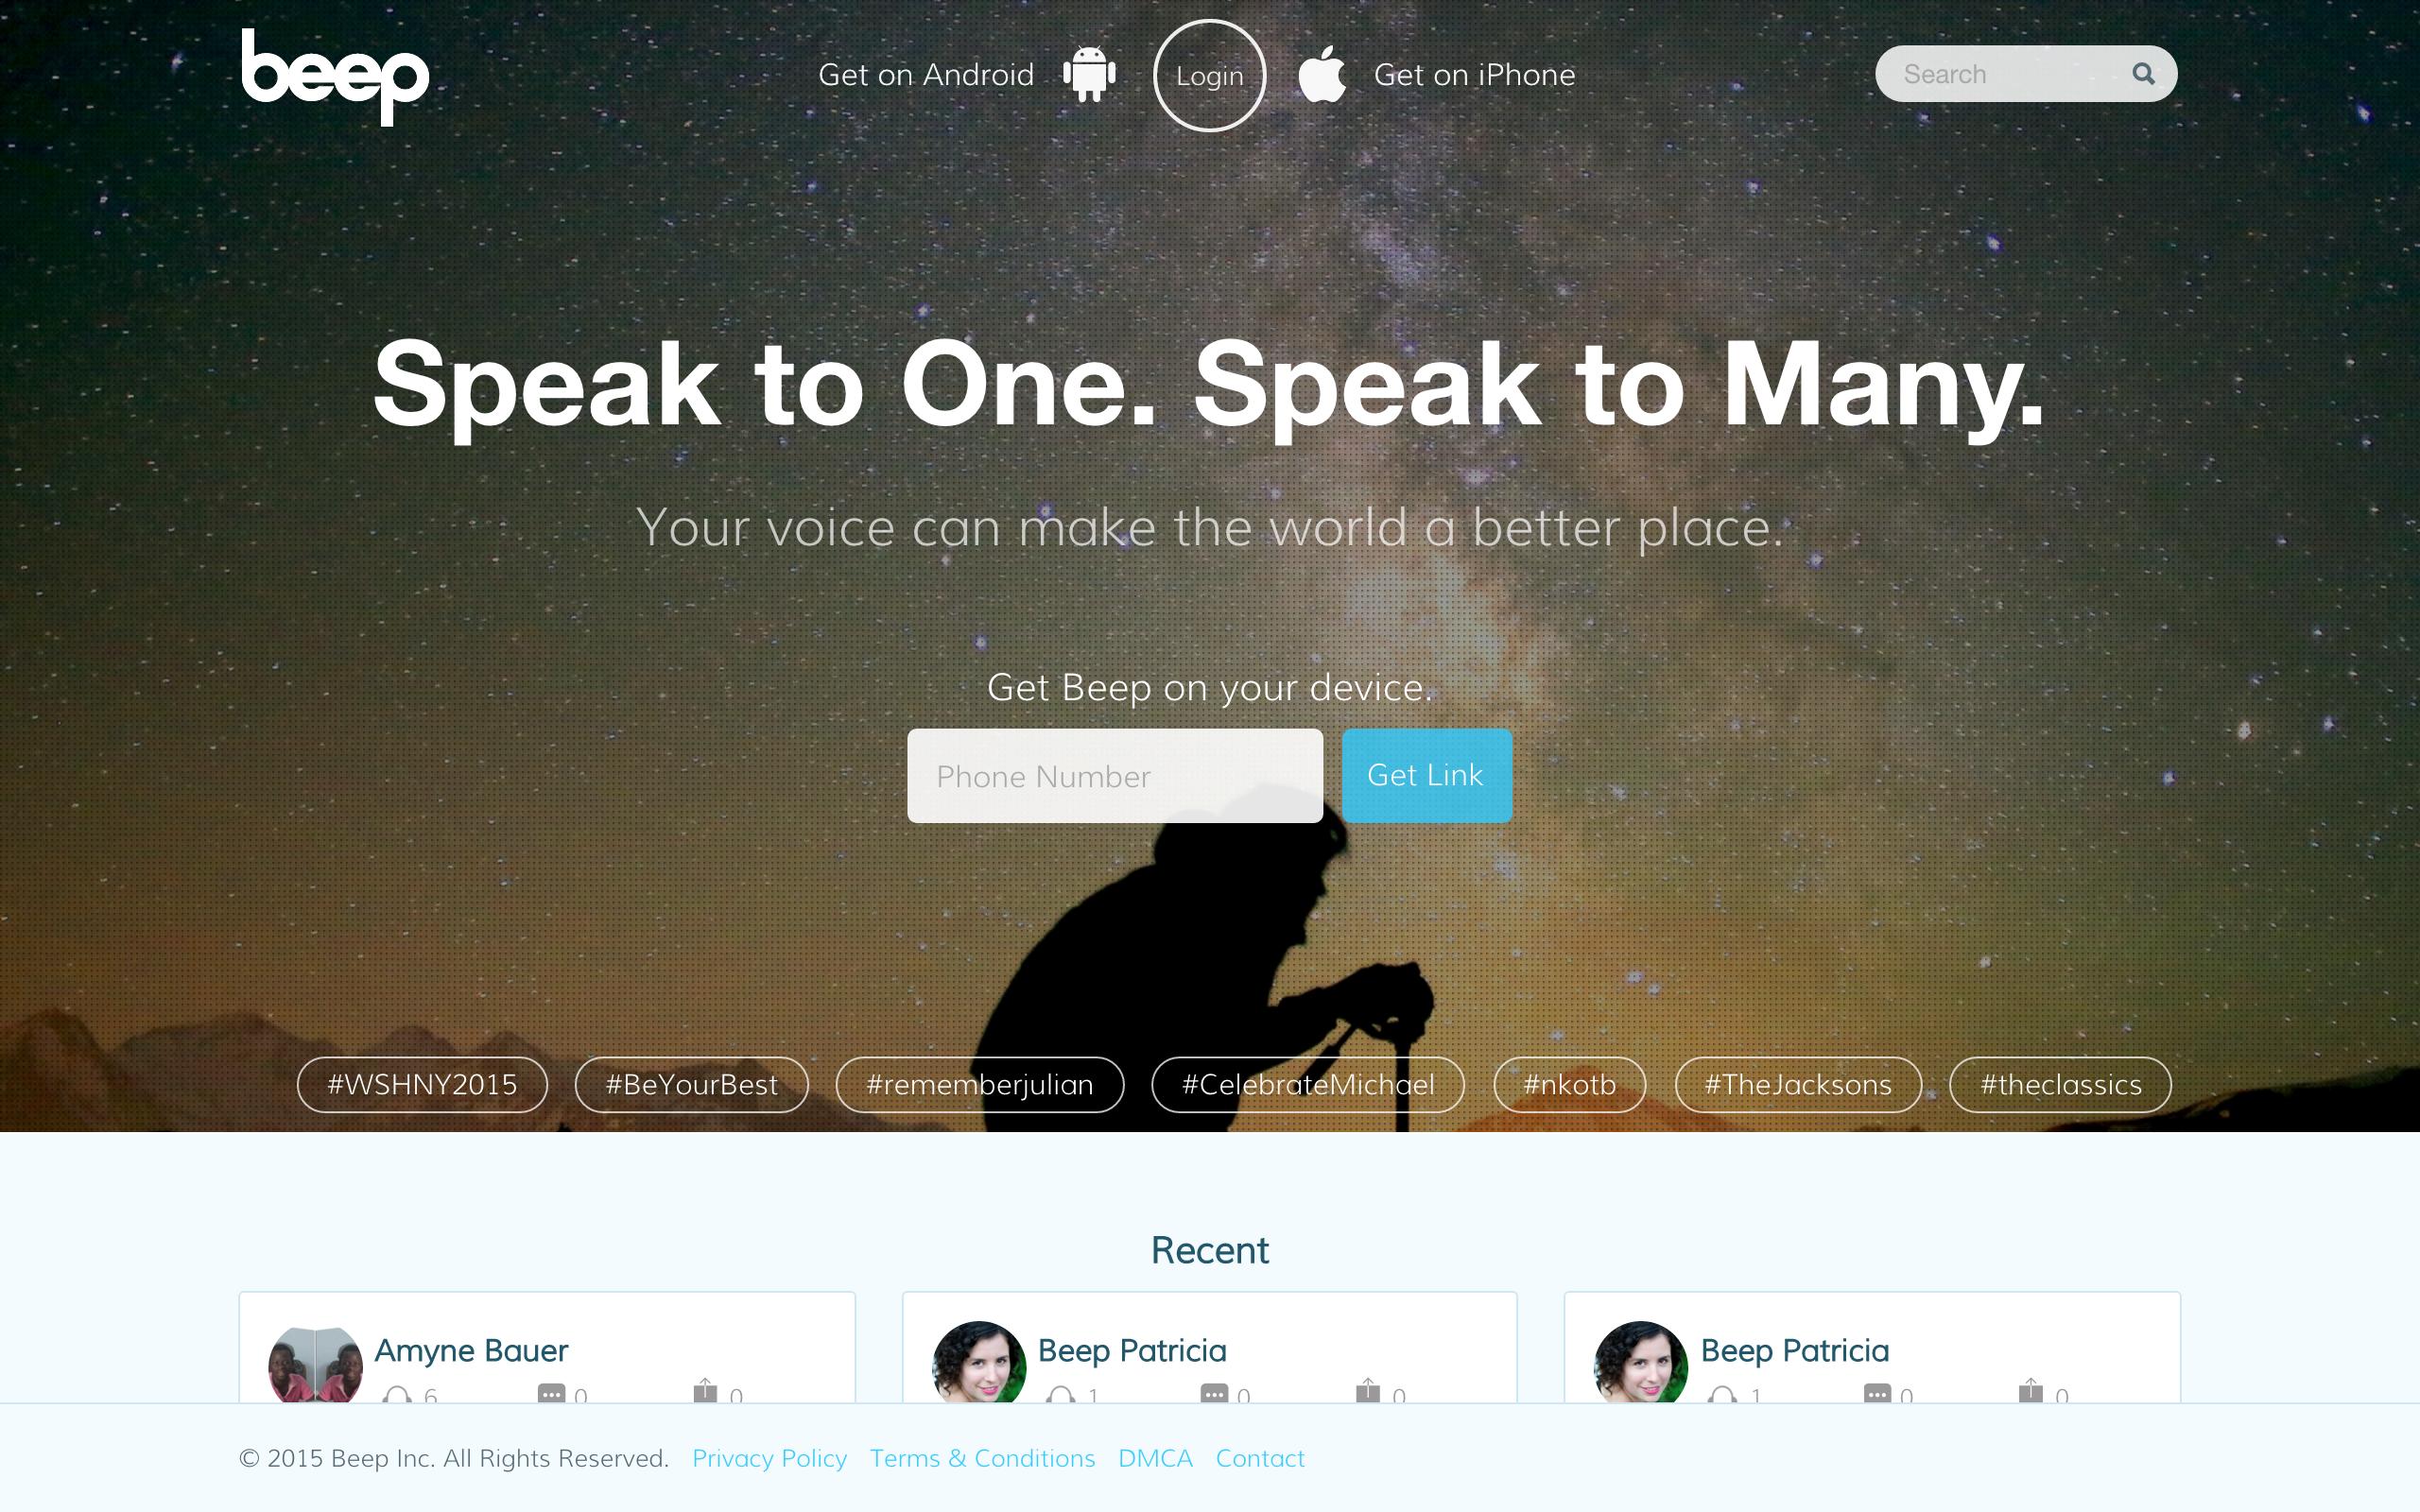 beep
Get on Android
Login
Get on iPhone
Search
Speak to One. Speak to Many.
Your voice can make the world a better place.
Get Beep on your device.
Phone Number
Get Link
#WSHNY2015
#BeYourBest
#rememberjulian
#CelebrateMichael
#nkotb
#TheJacksons
#theclassics
Recent
Amyne Bauer
6 0 0
Beep Patricia
1 0 0
Beep Patricia
1 0 0
© 2015 Beep Inc. All Rights Reserved. Privacy Policy Terms & Conditions DMCA Contact